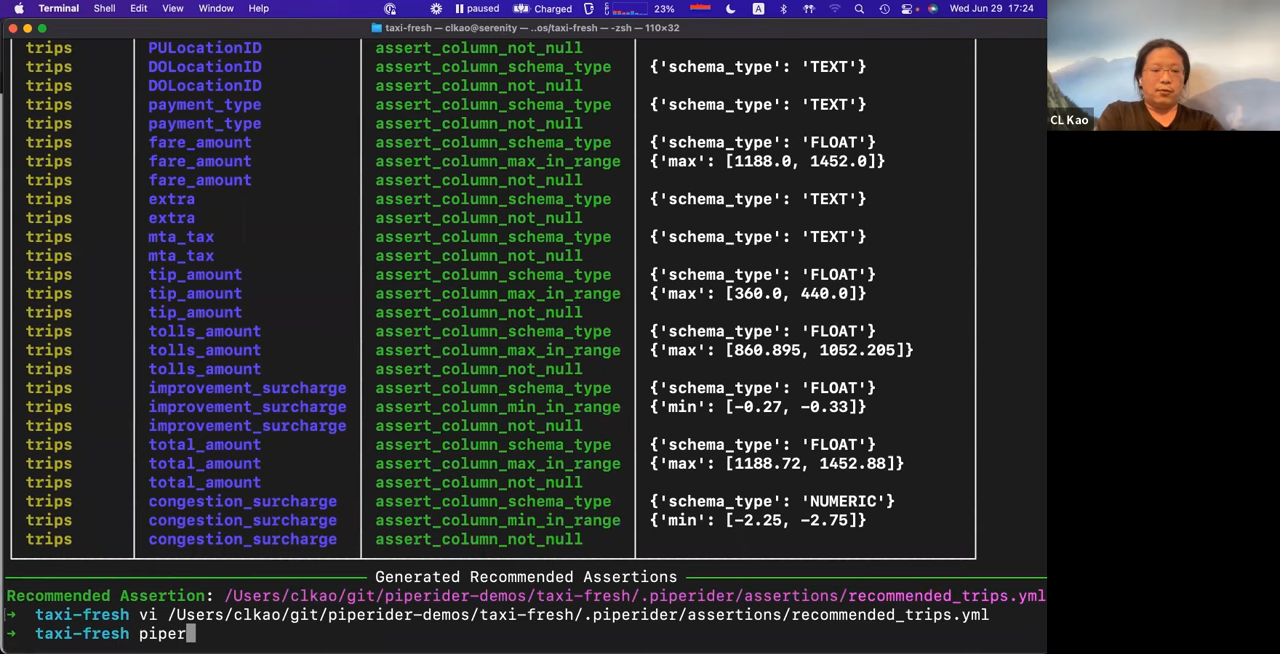 Terminal Shell Edit View Window Help paused Charged 23% A Wed Jun 29 17:24
taxi-fresh — clkao@serenity — ..os/taxi-fresh — -zsh — 110×32
trips PULocationID assert_column_not_null
trips DOLocationID assert_column_schema_type {'schema_type': 'TEXT'}
trips DOLocationID assert_column_not_null
trips payment_type assert_column_schema_type {'schema_type': 'TEXT'}
trips payment_type assert_column_not_null
trips fare_amount assert_column_schema_type {'schema_type': 'FLOAT'}
trips fare_amount assert_column_max_in_range {'max': [1188.0, 1452.0]}
trips fare_amount assert_column_not_null
trips extra assert_column_schema_type {'schema_type': 'TEXT'}
trips extra assert_column_not_null
trips mta_tax assert_column_schema_type {'schema_type': 'TEXT'}
trips mta_tax assert_column_not_null
trips tip_amount assert_column_schema_type {'schema_type': 'FLOAT'}
trips tip_amount assert_column_max_in_range {'max': [360.0, 440.0]}
trips tip_amount assert_column_not_null
trips tolls_amount assert_column_schema_type {'schema_type': 'FLOAT'}
trips tolls_amount assert_column_max_in_range {'max': [860.895, 1052.205]}
trips tolls_amount assert_column_not_null
trips improvement_surcharge assert_column_schema_type {'schema_type': 'FLOAT'}
trips improvement_surcharge assert_column_min_in_range {'min': [-0.27, -0.33]}
trips improvement_surcharge assert_column_not_null
trips total_amount assert_column_schema_type {'schema_type': 'FLOAT'}
trips total_amount assert_column_max_in_range {'max': [1188.72, 1452.88]}
trips total_amount assert_column_not_null
trips congestion_surcharge assert_column_schema_type {'schema_type': 'NUMERIC'}
trips congestion_surcharge assert_column_min_in_range {'min': [-2.25, -2.75]}
trips congestion_surcharge assert_column_not_null
Generated Recommended Assertions
Recommended Assertion: /Users/clkao/git/piperider-demos/taxi-fresh/.piperider/assertions/recommended_trips.yml
→ taxi-fresh vi /Users/clkao/git/piperider-demos/taxi-fresh/.piperider/assertions/recommended_trips.yml
→ taxi-fresh piper
CL Kao